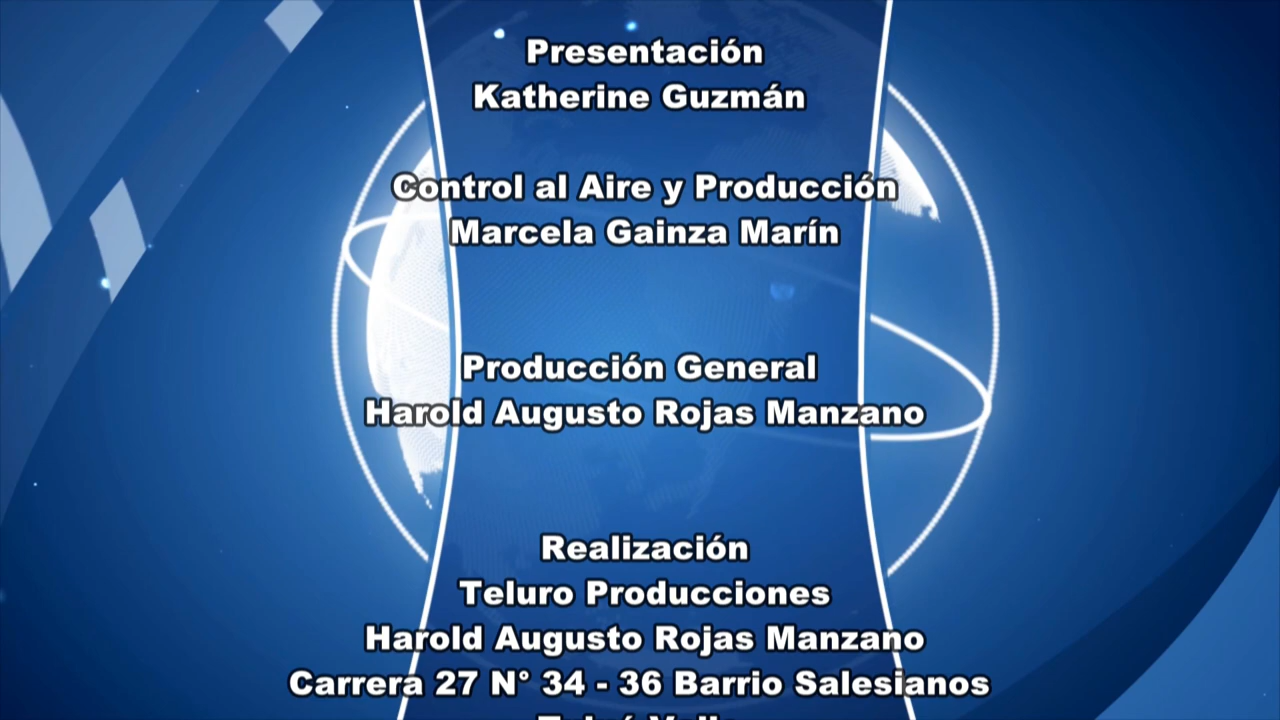 Presentación
Katherine Guzmán
Control al Aire y Producción
Marcela Gainza Marín
Producción General
Harold Augusto Rojas Manzano
Realización
Teluro Producciones
Harold Augusto Rojas Manzano
Carrera 27 N° 34 - 36 Barrio Salesianos